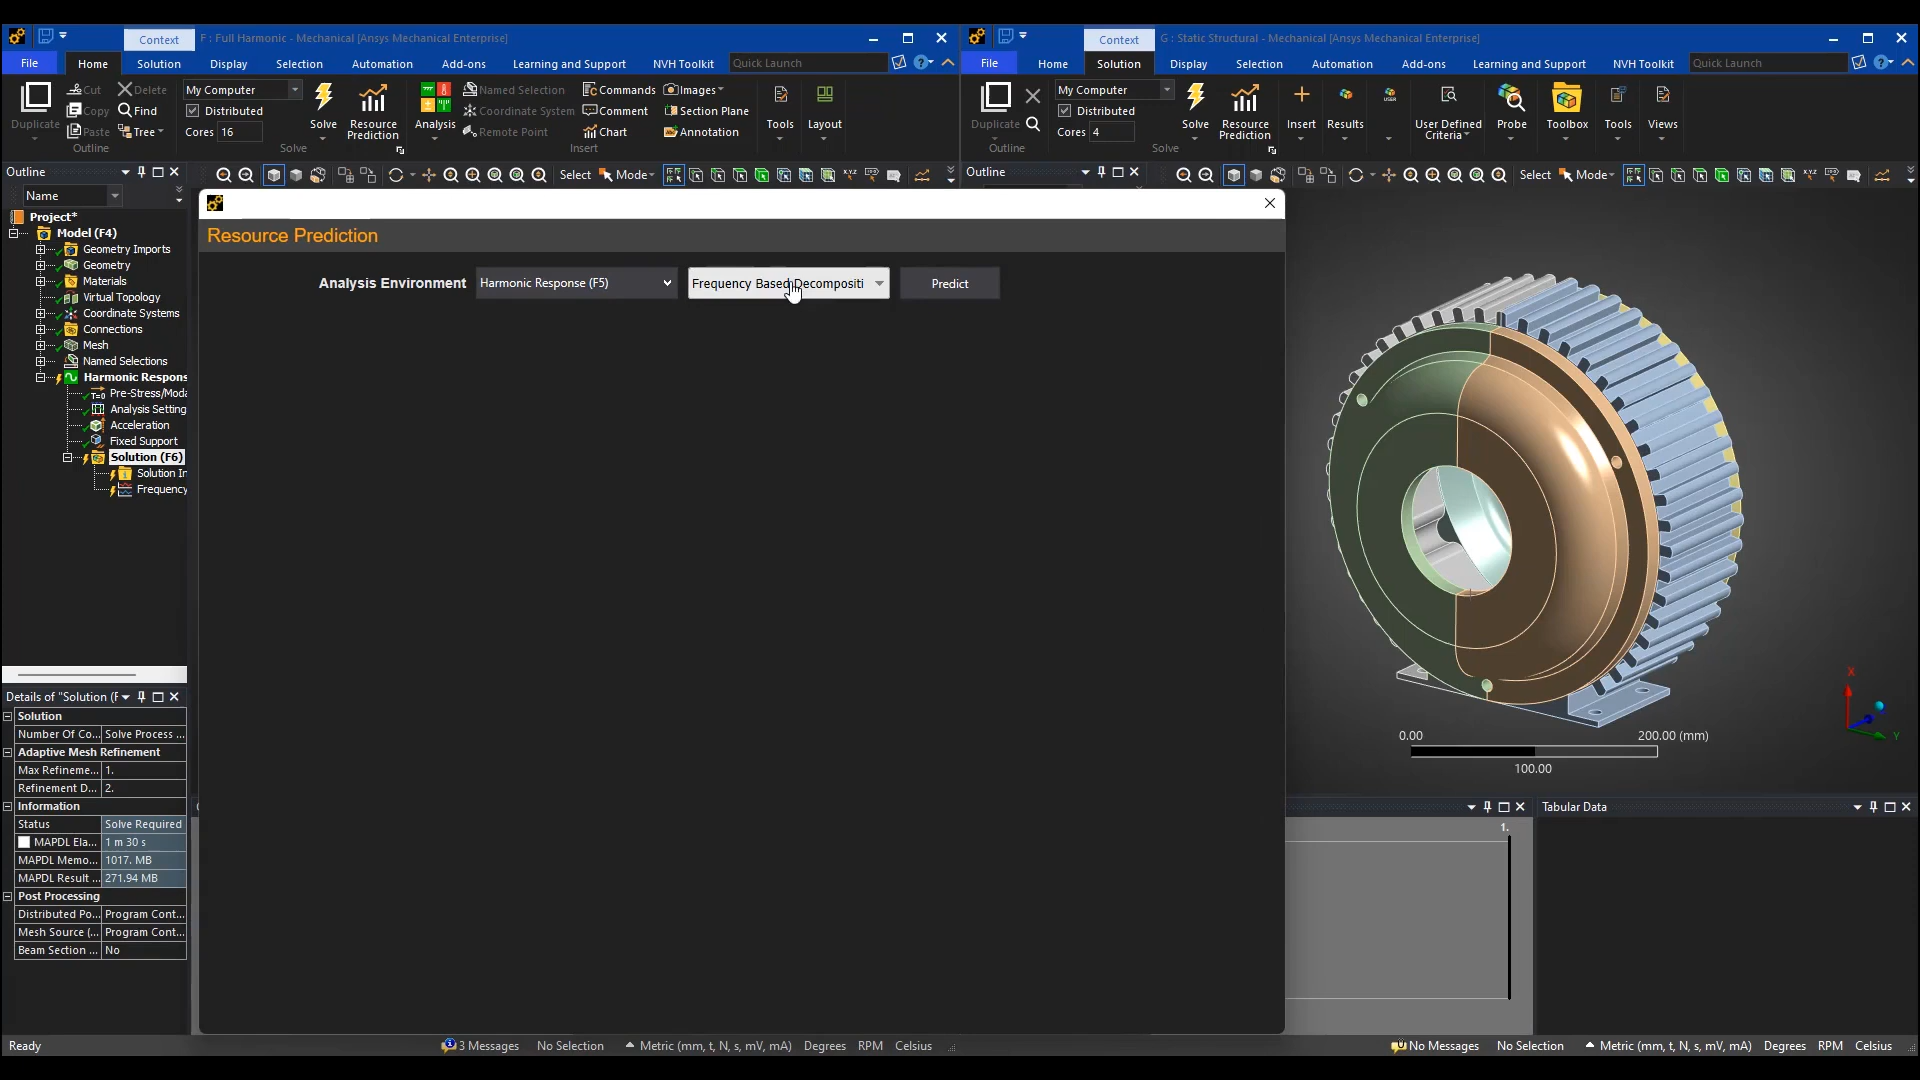 Context
F : Full Harmonic - Mechanical [Ansys Mechanical Enterprise]
File Home Solution Display Selection Automation Add-ons Learning and Support NVH Toolkit Quick Launch
Duplicate
Cut
Copy
Paste
Delete
Find
Tree
Outline
My Computer
Distributed
Cores 16
Solve
Resource Prediction
Solve
Analysis
Named Selection
Coordinate System
Remote Point
Commands
Comment
Chart
Images
Section Plane
Annotation
Insert
Tools
Layout
Context
G : Static Structural - Mechanical [Ansys Mechanical Enterprise]
File Home Solution Display Selection Automation Add-ons Learning and Support NVH Toolkit Quick Launch
Duplicate
Outline
My Computer
Distributed
Cores 4
Solve
Resource Prediction
Solve
Insert
Results
USER
User Defined Criteria
Probe
Toolbox
Tools
Views
Outline
Select Mode
Outline
Select Mode
Name
Project*
Model (F4)
Geometry Imports
Geometry
Materials
Virtual Topology
Coordinate Systems
Connections
Mesh
Named Selections
Harmonic Respons
T=0 Pre-Stress/Moda
Analysis Setting
Acceleration
Fixed Support
Solution (F6)
Solution In
Frequency
Resource Prediction
Analysis Environment Harmonic Response (F5) Frequency Based Decompositi Predict
Details of "Solution (F
Solution
Number Of Co... Solve Process ...
Adaptive Mesh Refinement
Max Refineme... 1.
Refinement D... 2.
Information
Status Solve Required
MAPDL Ela... 1 m 30 s
MAPDL Memo... 1017. MB
MAPDL Result ... 271.94 MB
Post Processing
Distributed Po... Program Cont...
Mesh Source (... Program Cont...
Beam Section ... No
X
Y
0.00 200.00 (mm)
100.00
Tabular Data
1.
Ready
3 Messages No Selection Metric (mm, t, N, s, mV, mA) Degrees RPM Celsius
No Messages No Selection Metric (mm, t, N, s, mV, mA) Degrees RPM Celsius